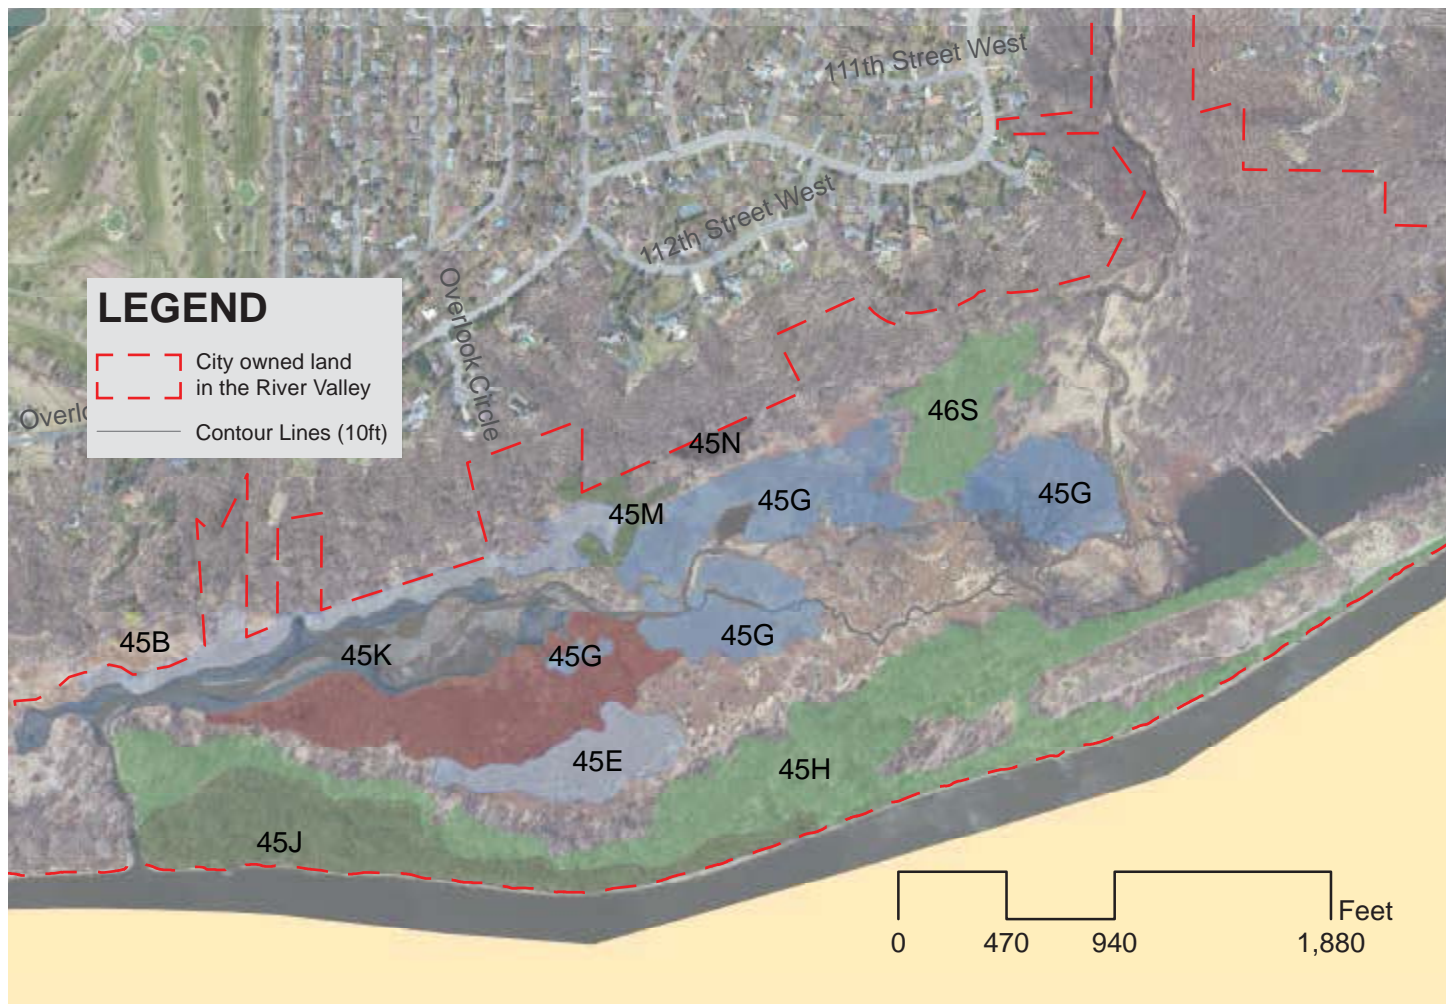 111th Street West
112th Street West
LEGEND
City owned land
in the River Valley
Contour Lines (10ft)
Overlook Circle
46S
45N
45G
45G
45M
45B
45K
45G
45G
45E
45H
45J
Feet
0 470 940 1,880